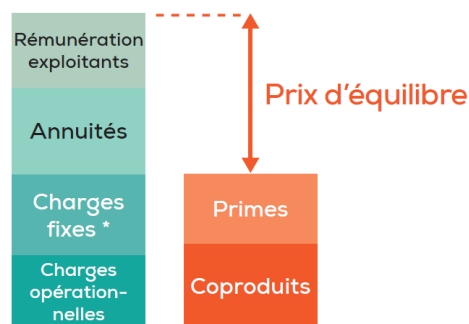 Rémunération
exploitants
Prix d'équilibre
Annuités
Charges
fixes *
Primes
Charges
opération-
nelles
Coproduits